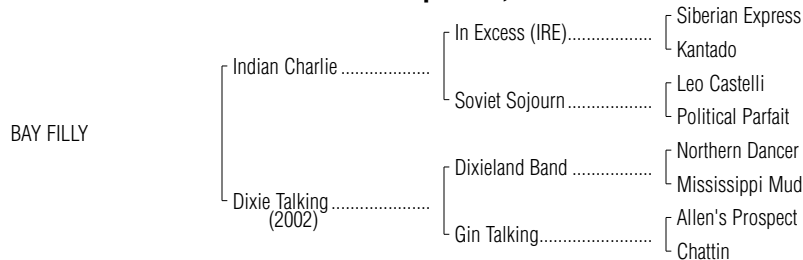 Siberian Express
In Excess (IRE)..................
Kantado
Indian Charlie ...................
Leo Castelli
Soviet Sojourn..................
Political Parfait
BAY FILLY
Northern Dancer
Dixieland Band .................
Mississippi Mud
Dixie Talking.....................
(2002)
Allen's Prospect
Gin Talking........................
Chattin